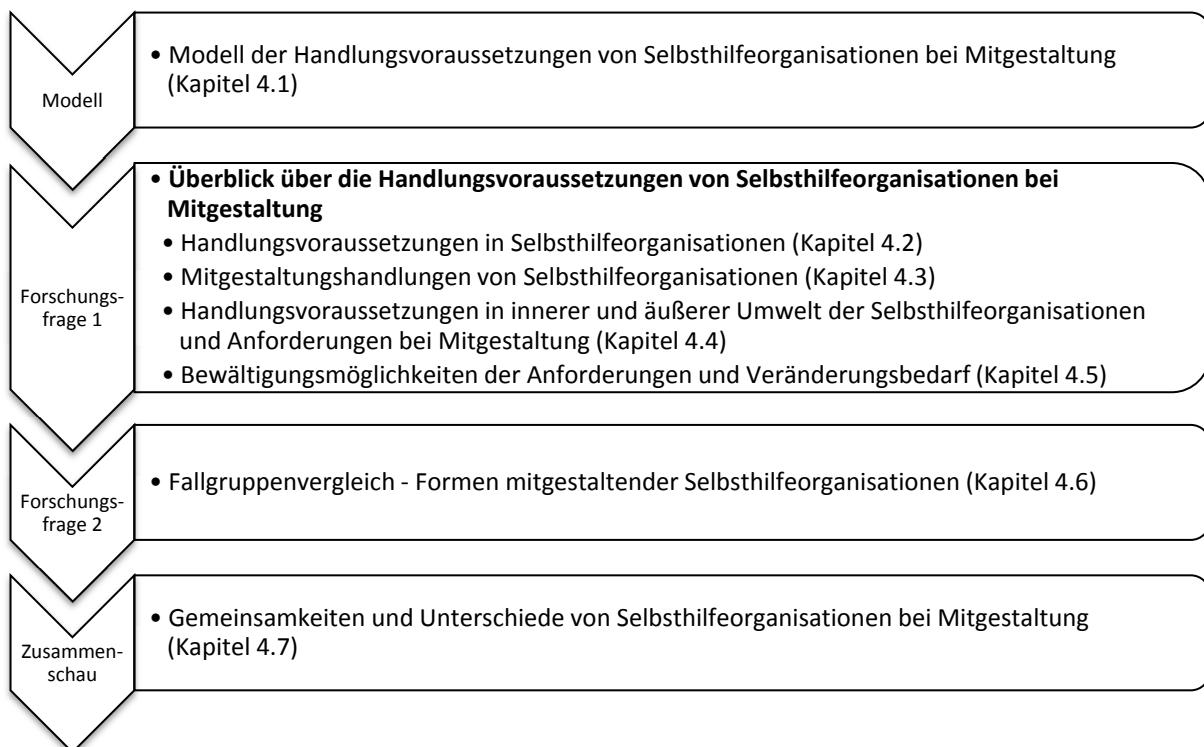 Modell
• Modell der Handlungsvoraussetzungen von Selbsthilfeorganisationen bei Mitgestaltung
(Kapitel 4.1)
Forschungs-
frage 1
• Überblick über die Handlungsvoraussetzungen von Selbsthilfeorganisationen bei
Mitgestaltung
• Handlungsvoraussetzungen in Selbsthilfeorganisationen (Kapitel 4.2)
• Mitgestaltungshandlungen von Selbsthilfeorganisationen (Kapitel 4.3)
• Handlungsvoraussetzungen in innerer und äußerer Umwelt der Selbsthilfeorganisationen
und Anforderungen bei Mitgestaltung (Kapitel 4.4)
• Bewältigungsmöglichkeiten der Anforderungen und Veränderungsbedarf (Kapitel 4.5)
Forschungs-
frage 2
• Fallgruppenvergleich - Formen mitgestaltender Selbsthilfeorganisationen (Kapitel 4.6)
Zusammen-
schau
• Gemeinsamkeiten und Unterschiede von Selbsthilfeorganisationen bei Mitgestaltung
(Kapitel 4.7)